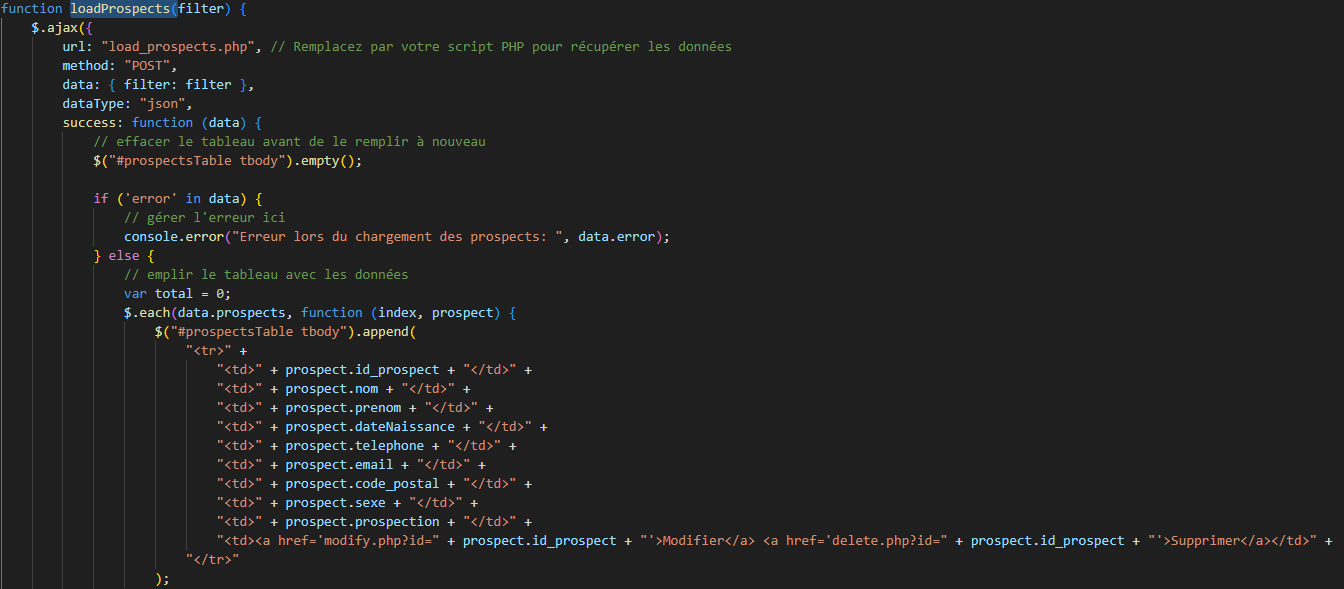 function loadProspects(filter) {
$.ajax({
url: "load_prospects.php", // Remplacez par votre script PHP pour récupérer les données
method: "POST",
data: { filter: filter },
dataType: "json",
success: function (data) {
// effacer le tableau avant de le remplir à nouveau
$("#prospectsTable tbody").empty();
if ('error' in data) {
// gérer l'erreur ici
console.error("Erreur lors du chargement des prospects: ", data.error);
} else {
// emplir le tableau avec les données
var total = 0;
$.each(data.prospects, function (index, prospect) {
$("#prospectsTable tbody").append(
"<tr>" +
"<td>" + prospect.id_prospect + "</td>" +
"<td>" + prospect.nom + "</td>" +
"<td>" + prospect.prenom + "</td>" +
"<td>" + prospect.dateNaissance + "</td>" +
"<td>" + prospect.telephone + "</td>" +
"<td>" + prospect.email + "</td>" +
"<td>" + prospect.code_postal + "</td>" +
"<td>" + prospect.sexe + "</td>" +
"<td>" + prospect.prospection + "</td>" +
"<td><a href='modify.php?id=" + prospect.id_prospect + "'>Modifier</a> <a href='delete.php?id=" + prospect.id_prospect + "'>Supprimer</a></td>" +
"</tr>"
);